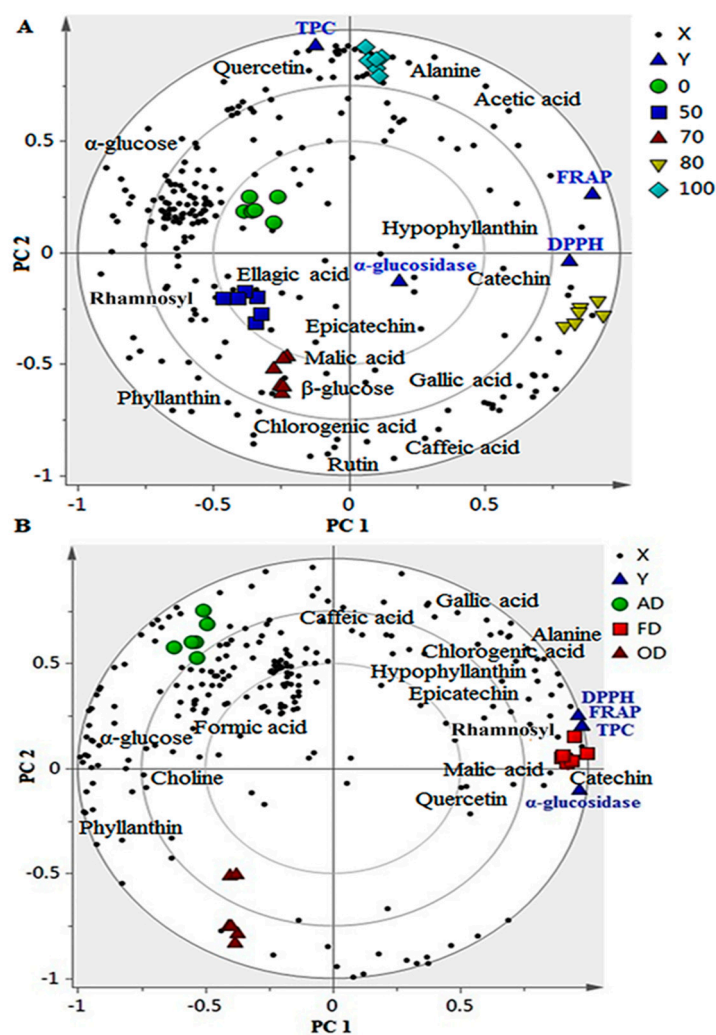 A
TPC
Quercetin
Alanine
Acetic acid
α-glucose
FRAP
Hypophyllanthin
DPPH
Ellagic acid
α-glucosidase
Catechin
Rhamnosyl
Epicatechin
Malic acid
Gallic acid
β-glucose
Phyllanthin
Chlorogenic acid
Caffeic acid
Rutin
PC 2
0.5
0
-0.5
-1
-1
-0.5
0
0.5
PC 1
X
Y
0
50
70
80
100
B
Gallic acid
Caffeic acid
Alanine
Chlorogenic acid
Hypophyllanthin
Epicatechin
DPPH
FRAP
Formic acid
Rhamnosyl
TPC
α-glucose
Choline
Malic acid
Catechin
Quercetin
α-glucosidase
Phyllanthin
PC 2
0.5
0
-0.5
-1
-1
-0.5
0
0.5
PC 1
X
Y
AD
FD
OD